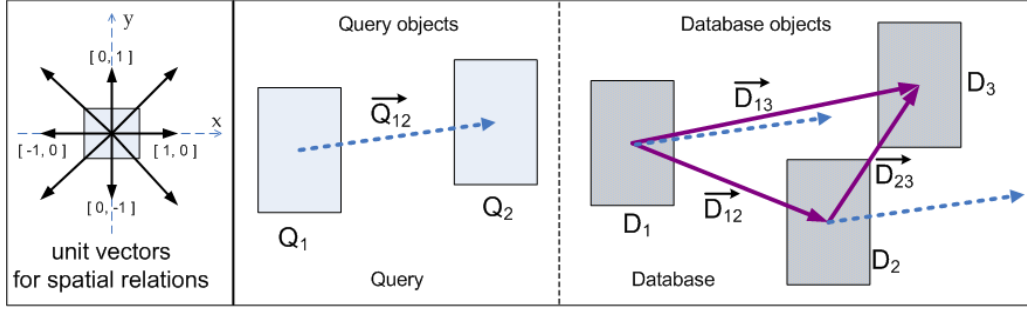 y
[ 0, 1 ]
x
[ -1, 0 ]
[ 1, 0 ]
[ 0, -1 ]
unit vectors
for spatial relations
Query objects
Q12
Q1
Q2
Query
Database objects
D13
D3
D23
D12
D1
D2
Database